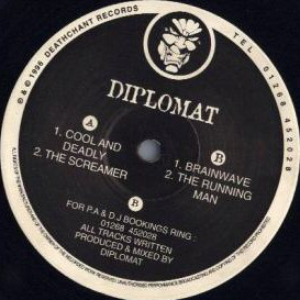 ℗ & © 1996 DEATHCHANT RECORDS
TEL 01268 452028
DIPLOMAT
A
1. COOL AND
DEADLY
2. THE SCREAMER
B
1. BRAINWAVE
2. THE RUNNING
MAN
B
FOR P.A & D J BOOKINGS RING :
01268 452028
ALL TRACKS WRITTEN
PRODUCED & MIXED BY
DIPLOMAT